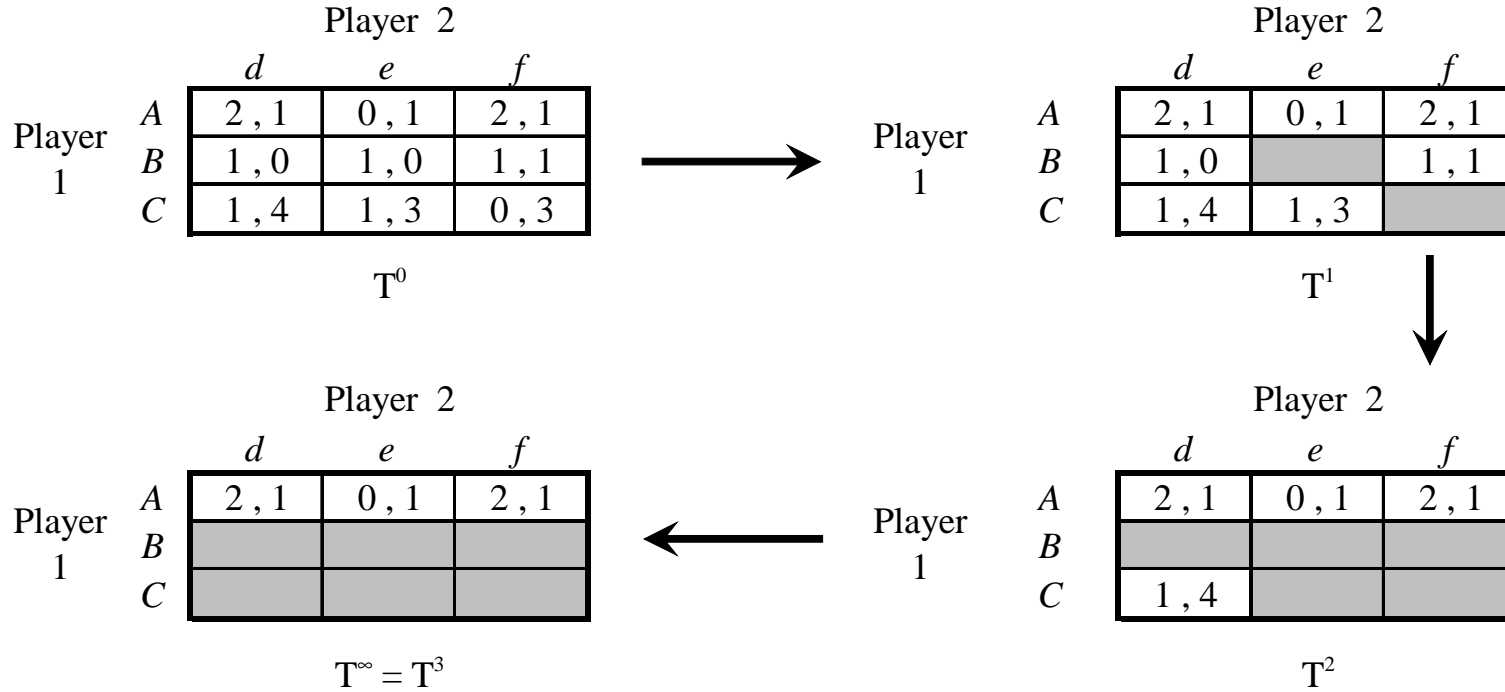 Player 2
d e f
A 2 , 1 0 , 1 2 , 1
Player
B 1 , 0 1 , 0 1 , 1
1
C 1 , 4 1 , 3 0 , 3
T⁰
Player 2
d e f
A 2 , 1 0 , 1 2 , 1
Player
B 1 , 0 1 , 1
1
C 1 , 4 1 , 3
T¹
Player 2
d e f
A 2 , 1 0 , 1 2 , 1
Player
B
1
C
T^∞ = T³
Player 2
d e f
A 2 , 1 0 , 1 2 , 1
Player
B
1
C 1 , 4
T²